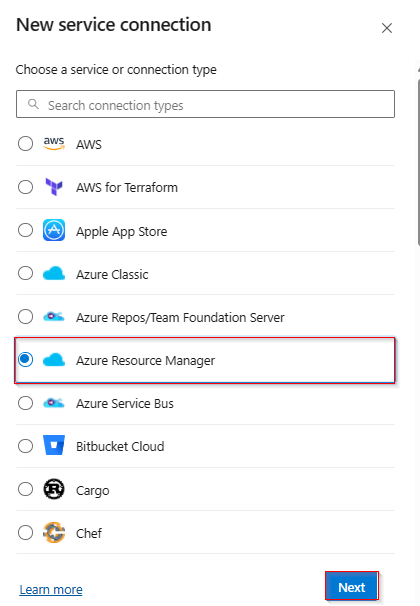 New service connection
Choose a service or connection type
Search connection types
aws AWS
AWS for Terraform
Apple App Store
Azure Classic
Azure Repos/Team Foundation Server
Azure Resource Manager
Azure Service Bus
Bitbucket Cloud
Cargo
Chef
Learn more
Next